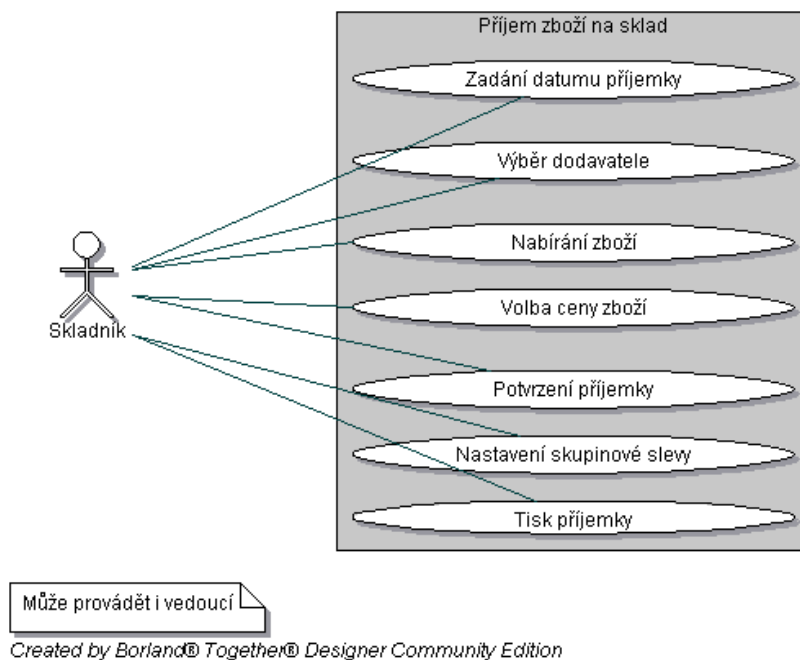 Příjem zboží na sklad
Zadání datumu příjemky
Výběr dodavatele
Nabírání zboží
Skladník
Volba ceny zboží
Potvrzení příjemky
Nastavení skupinové slevy
Tisk příjemky
Může provádět i vedoucí
Created by Borland® Together® Designer Community Edition